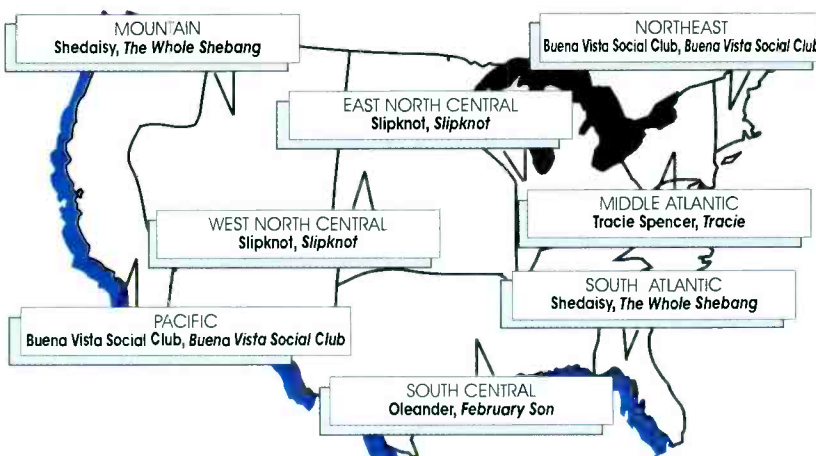 MOUNTAIN
Shedaisy, The Whole Shebang
NORTHEAST
Buena Vista Social Club, Buena Vista Social Club
EAST NORTH CENTRAL
Slipknot, Slipknot
WEST NORTH CENTRAL
Slipknot, Slipknot
MIDDLE ATLANTIC
Tracie Spencer, Tracie
SOUTH ATLANTIC
Shedaisy, The Whole Shebang
PACIFIC
Buena Vista Social Club, Buena Vista Social Club
SOUTH CENTRAL
Oleander, February Son